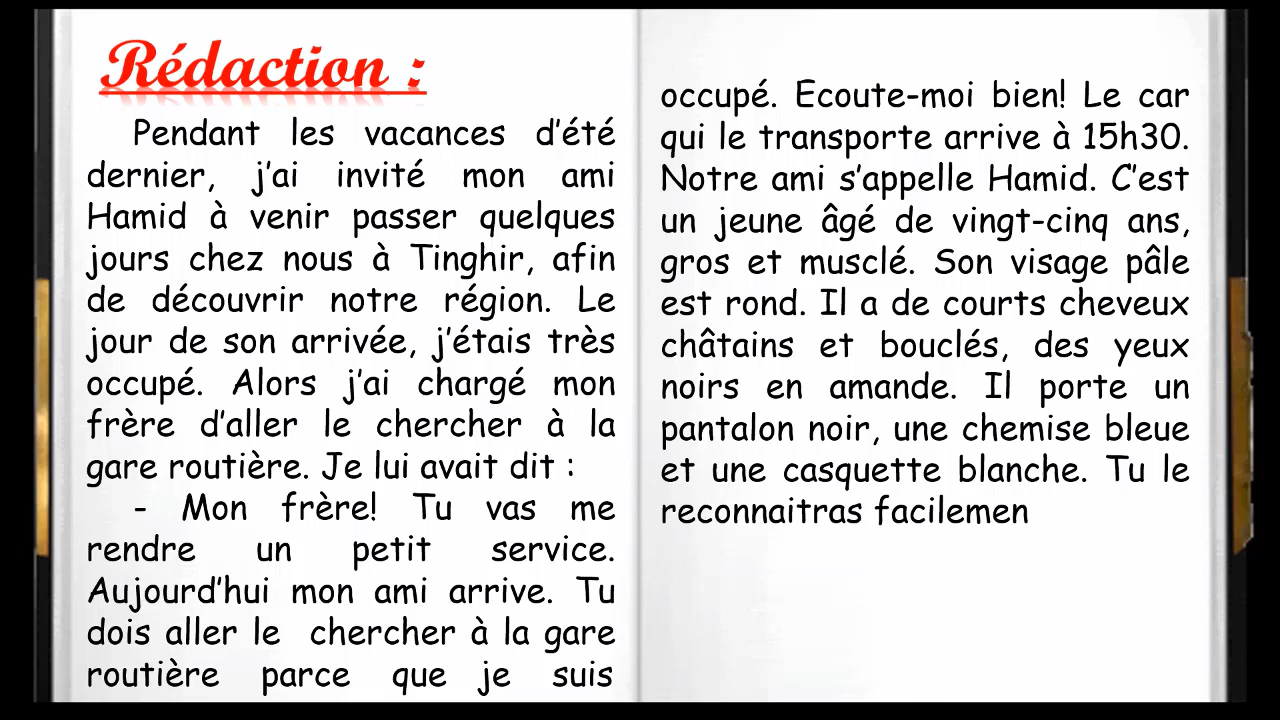 Rédaction :
Pendant les vacances d’été
dernier, j’ai invité mon ami
Hamid à venir passer quelques
jours chez nous à Tinghir, afin
de découvrir notre région. Le
jour de son arrivée, j’étais très
occupé. Alors j’ai chargé mon
frère d’aller le chercher à la
gare routière. Je lui avait dit :
- Mon frère! Tu vas me
rendre un petit service.
Aujourd’hui mon ami arrive. Tu
dois aller le chercher à la gare
routière parce que je suis
occupé. Ecoute-moi bien! Le car
qui le transporte arrive à 15h30.
Notre ami s’appelle Hamid. C’est
un jeune âgé de vingt-cinq ans,
gros et musclé. Son visage pâle
est rond. Il a de courts cheveux
châtains et bouclés, des yeux
noirs en amande. Il porte un
pantalon noir, une chemise bleue
et une casquette blanche. Tu le
reconnaitras facilemen